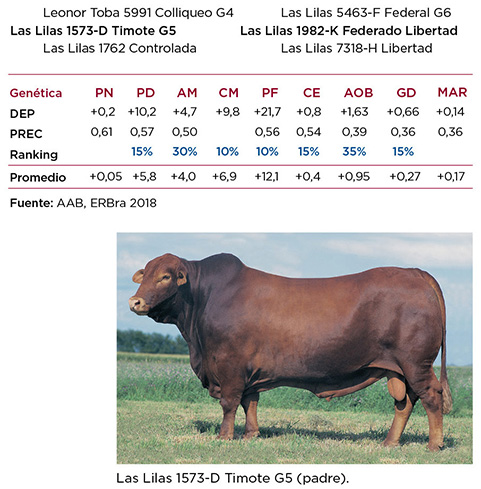 Leonor Toba 5991 Colliqueo G4 Las Lilas 5463-F Federal G6
Las Lilas 1573-D Timote G5 Las Lilas 1982-K Federado Libertad
Las Lilas 1762 Controlada Las Lilas 7318-H Libertad
Genética PN PD AM CM PF CE AOB GD MAR
DEP +0,2 +10,2 +4,7 +9,8 +21,7 +0,8 +1,63 +0,66 +0,14
PREC 0,61 0,57 0,50 0,56 0,54 0,39 0,36 0,36
Ranking 15% 30% 10% 10% 15% 35% 15%
Promedio +0,05 +5,8 +4,0 +6,9 +12,1 +0,4 +0,95 +0,27 +0,17
Fuente: AAB, ERBra 2018
Las Lilas 1573-D Timote G5 (padre).